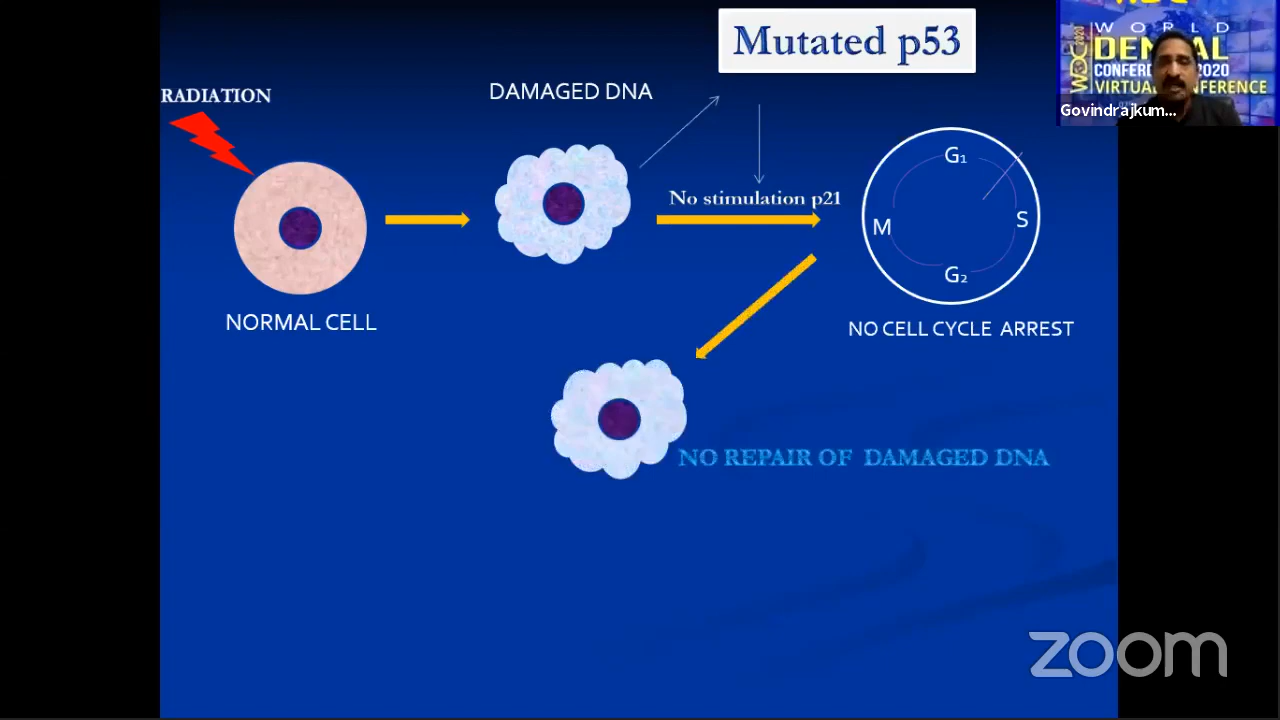 Mutated p53
RADIATION
DAMAGED DNA
WORLD
DENTAL
CONFERENCE 2020
VIRTUAL CONFERENCE
Govindrajkum...
No stimulation p21
G₁
M
S
G₂
NORMAL CELL
NO CELL CYCLE ARREST
NO REPAIR OF DAMAGED DNA
zoom